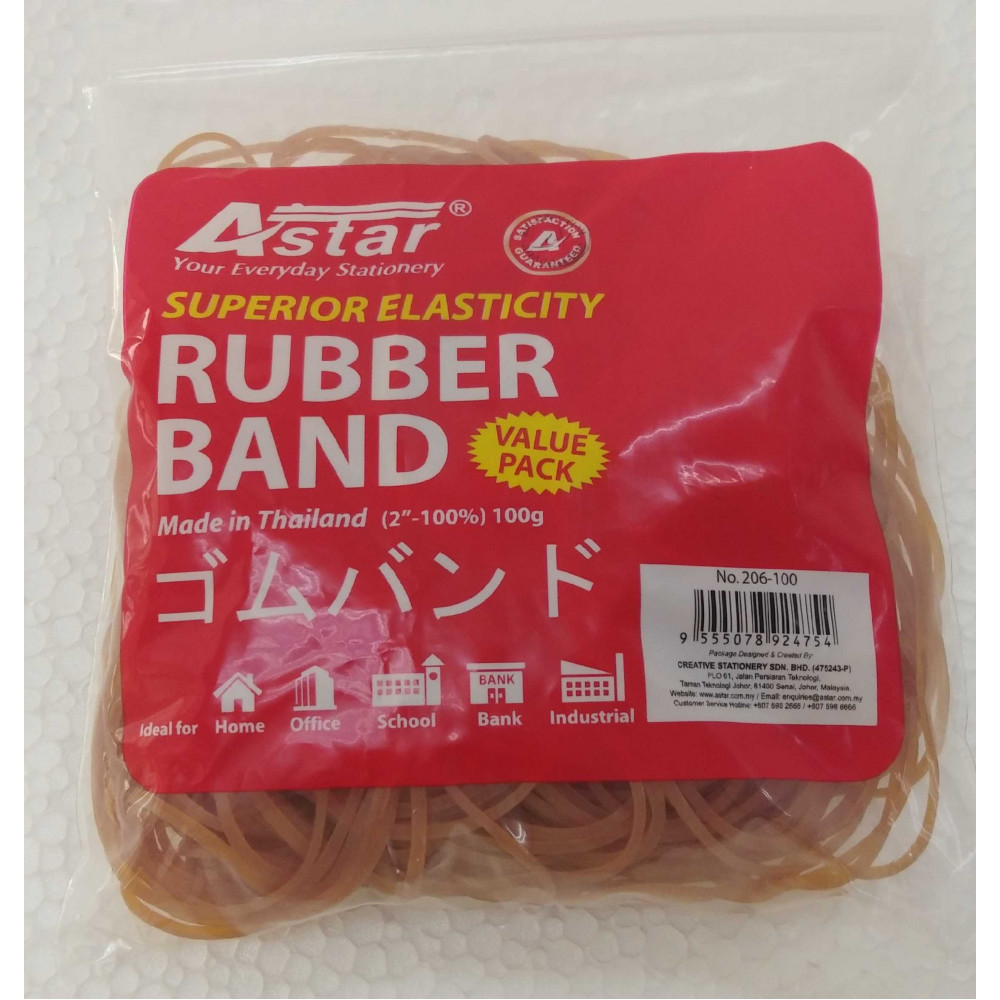 Astar®
Your Everyday Stationery
SATISFACTION
GUARANTEED
SUPERIOR ELASTICITY
RUBBER
BAND
VALUE
PACK
Made in Thailand (2"-100%) 100g
ゴムバンド
BANK
Ideal for Home Office School Bank Industrial
No. 206-100
9 555078 924754
Package Designed & Created By:
CREATIVE STATIONERY SDN. BHD. (475243-P)
PLO 61, Jalan Persiaran Teknologi,
Taman Teknologi Johor, 81400 Senai, Johor, Malaysia.
Website: www.astar.com.my / Email: enquiries@astar.com.my
Customer Service Hotline: +607 598 2666 / +607 598 6666